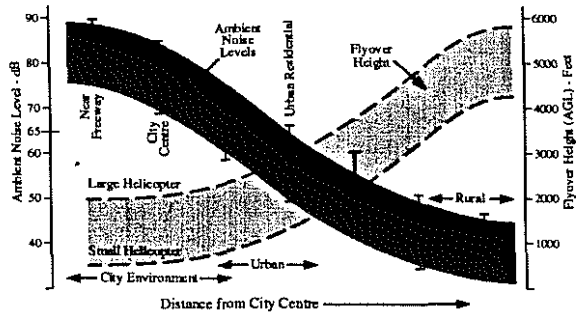 Ambient Noise Level - dB
90
80
70
65
60
50
40
Near
Freeway
City
Centre
Ambient
Noise
Levels
Urban Residential
Flyover
Height
Large Helicopter
Small Helicopter
City Environment
Urban
Rural
Distance from City Centre
6000
5000
4000
3000
2000
1000
Flyover Height (AGL) - Feet